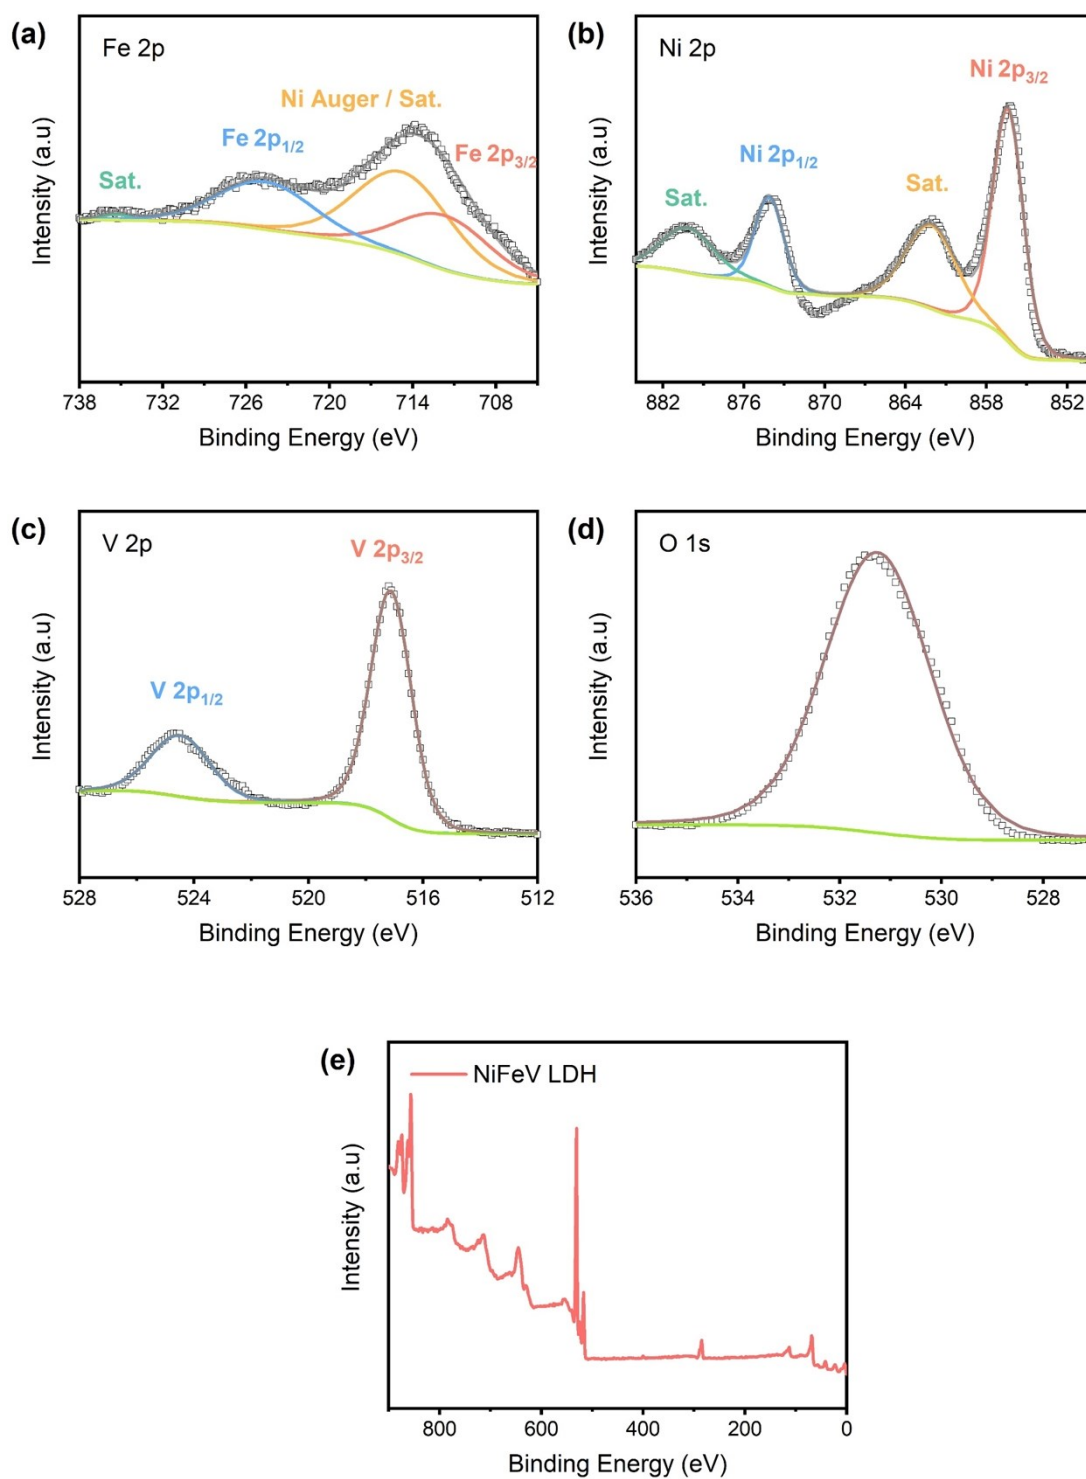 (a)
Fe 2p
Ni Auger / Sat.
Fe 2p1/2
Fe 2p3/2
Sat.
Intensity (a.u)
738 732 726 720 714 708
Binding Energy (eV)
(b)
Ni 2p
Ni 2p3/2
Ni 2p1/2
Sat.
Sat.
Intensity (a.u)
882 876 870 864 858 852
Binding Energy (eV)
(c)
V 2p
V 2p3/2
V 2p1/2
Intensity (a.u)
528 524 520 516 512
Binding Energy (eV)
(d)
O 1s
Intensity (a.u)
536 534 532 530 528
Binding Energy (eV)
(e)
NiFeV LDH
Intensity (a.u)
800 600 400 200 0
Binding Energy (eV)